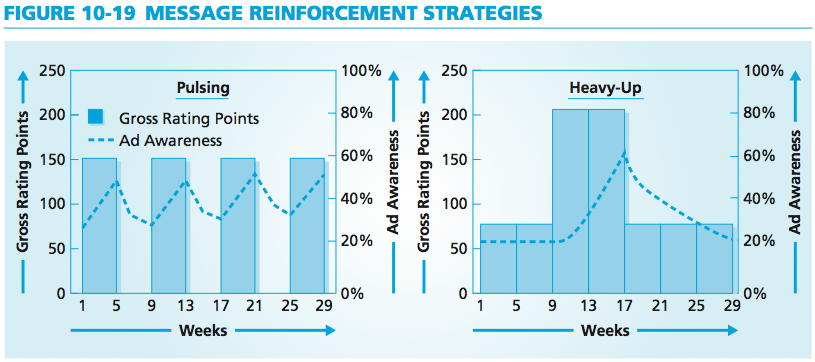 FIGURE 10-19 MESSAGE REINFORCEMENT STRATEGIES
Pulsing
Gross Rating Points
Ad Awareness
Gross Rating Points
250
200
150
100
50
0
100%
80%
60%
40%
20%
0%
Ad Awareness
1 5 9 13 17 21 25 29
Weeks
Heavy-Up
Gross Rating Points
250
200
150
100
50
0
100%
80%
60%
40%
20%
0%
Ad Awareness
1 5 9 13 17 21 25 29
Weeks